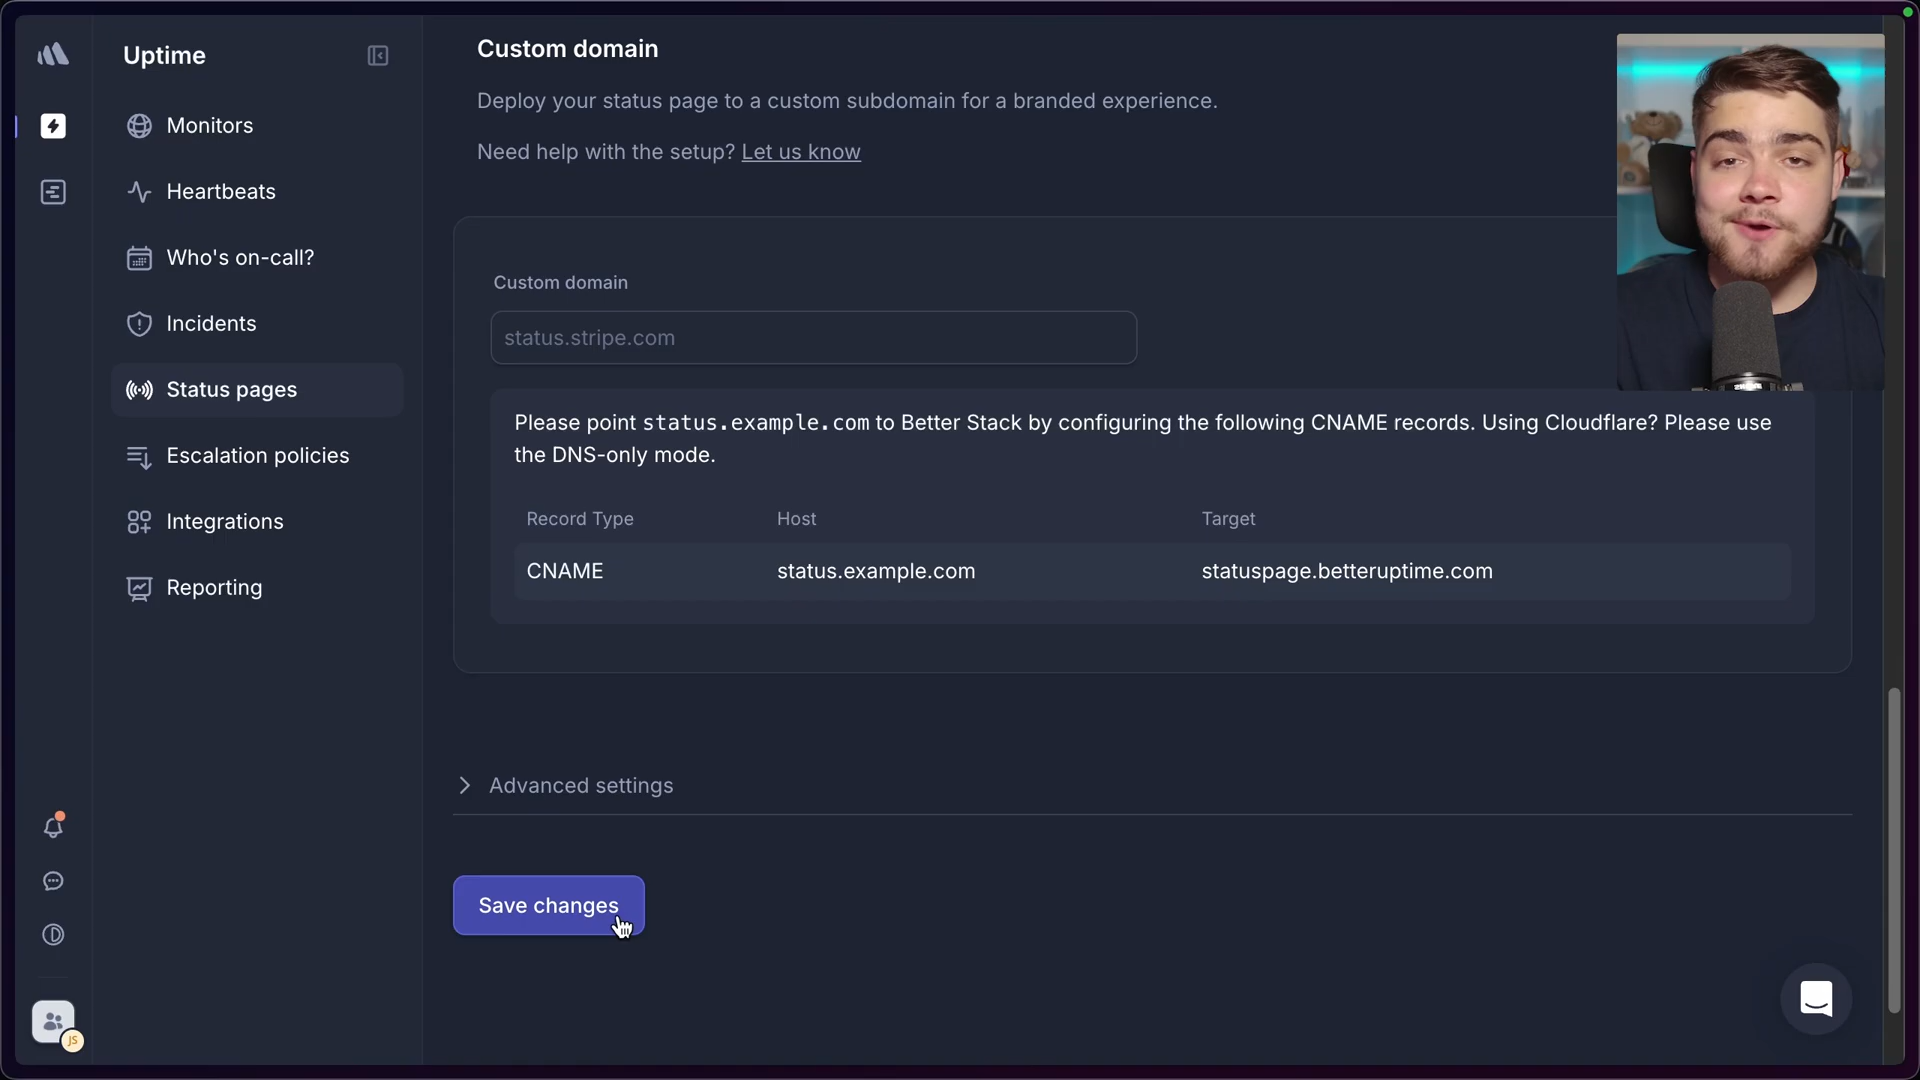 Uptime
Monitors
Heartbeats
Who's on-call?
Incidents
Status pages
Escalation policies
Integrations
Reporting
JS
Custom domain
Deploy your status page to a custom subdomain for a branded experience.
Need help with the setup? Let us know
Custom domain
status.stripe.com
Please point status.example.com to Better Stack by configuring the following CNAME records. Using Cloudflare? Please use
the DNS-only mode.
Record Type Host Target
CNAME status.example.com statuspage.betteruptime.com
Advanced settings
Save changes